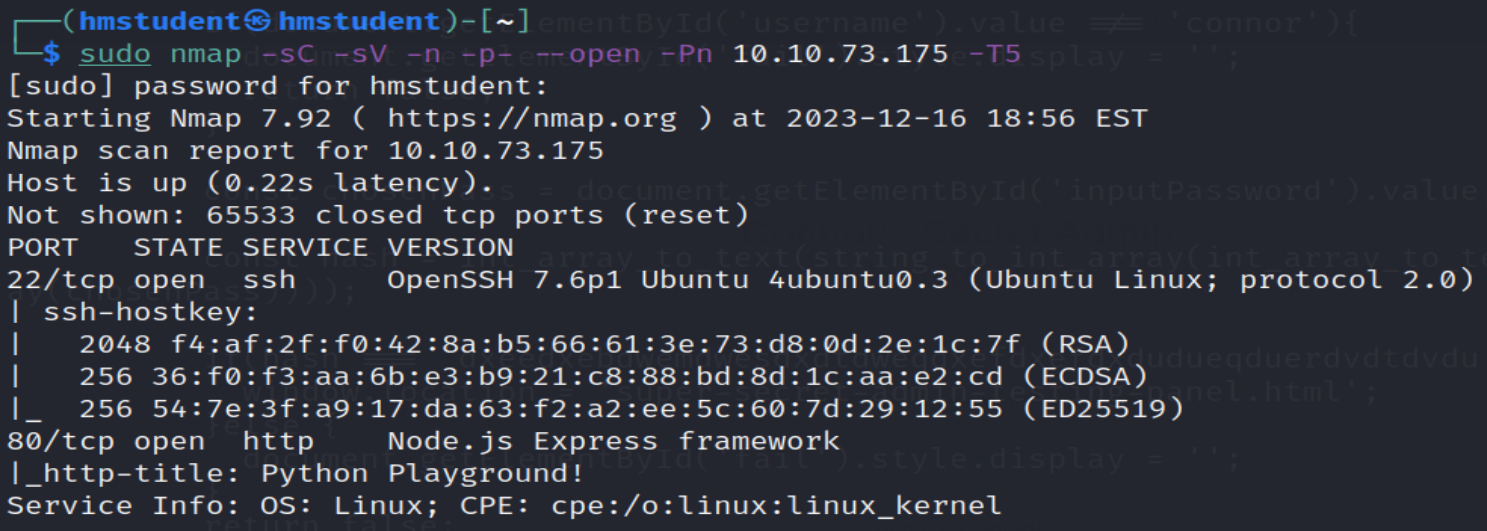 (hmstudent㉿hmstudent)-[~]
$ sudo nmap -sC -sV -n -p- --open -Pn 10.10.73.175 -T5
[sudo] password for hmstudent:
Starting Nmap 7.92 ( https://nmap.org ) at 2023-12-16 18:56 EST
Nmap scan report for 10.10.73.175
Host is up (0.22s latency).
Not shown: 65533 closed tcp ports (reset)
PORT   STATE SERVICE VERSION
22/tcp open  ssh     OpenSSH 7.6p1 Ubuntu 4ubuntu0.3 (Ubuntu Linux; protocol 2.0)
| ssh-hostkey:
|   2048 f4:af:2f:f0:42:8a:b5:66:61:3e:73:d8:0d:2e:1c:7f (RSA)
|   256 36:f0:f3:aa:6b:e3:b9:21:c8:88:bd:8d:1c:aa:e2:cd (ECDSA)
|_  256 54:7e:3f:a9:17:da:63:f2:a2:ee:5c:60:7d:29:12:55 (ED25519)
80/tcp open  http    Node.js Express framework
|_http-title: Python Playground!
Service Info: OS: Linux; CPE: cpe:/o:linux:linux_kernel